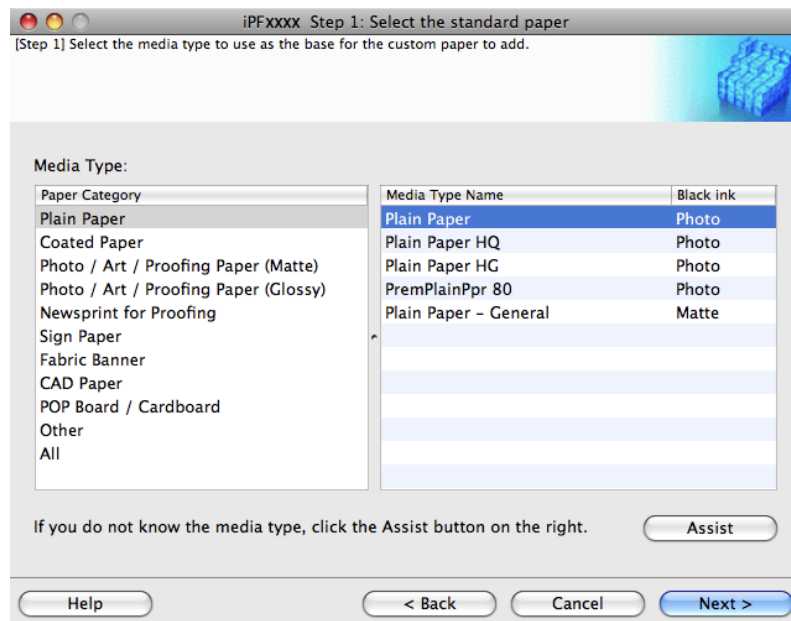 iPFxxxx Step 1: Select the standard paper
[Step 1] Select the media type to use as the base for the custom paper to add.
Media Type:
Paper Category
Plain Paper
Coated Paper
Photo / Art / Proofing Paper (Matte)
Photo / Art / Proofing Paper (Glossy)
Newsprint for Proofing
Sign Paper
Fabric Banner
CAD Paper
POP Board / Cardboard
Other
All
Media Type Name Black ink
Plain Paper Photo
Plain Paper HQ Photo
Plain Paper HG Photo
PremPlainPpr 80 Photo
Plain Paper – General Matte
If you do not know the media type, click the Assist button on the right.
Assist
Help < Back Cancel Next >